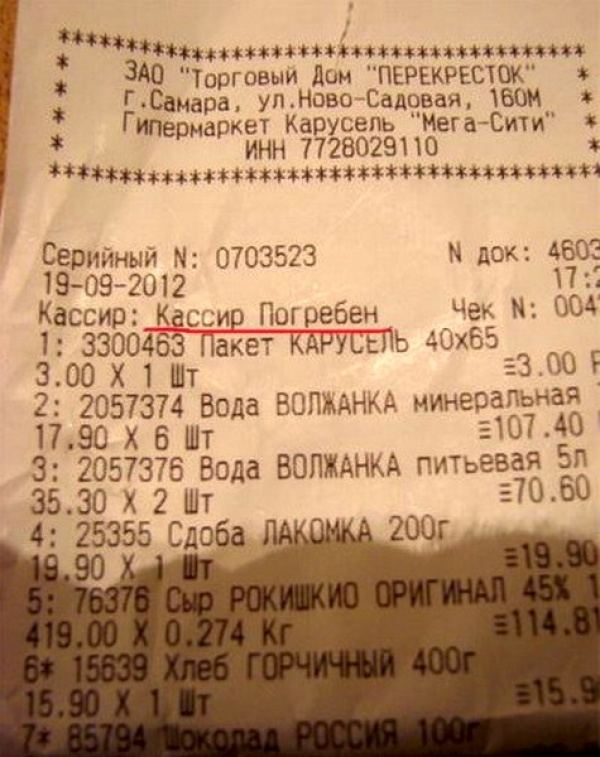 **************************************
* ЗАО "Торговый Дом "ПЕРЕКРЕСТОК" *
* г.Самара, ул.Ново-Садовая, 160М *
* Гипермаркет Карусель "Мега-Сити" *
* ИНН 7728029110 *
**************************************
Серийный N: 0703523 N док: 4603
19-09-2012 17:2
Кассир: Кассир Погребен Чек N: 004
1: 3300463 Пакет КАРУСЕЛЬ 40х65
3.00 X 1 Шт ≡3.00
2: 2057374 Вода ВОЛЖАНКА минеральная
17.90 X 6 Шт ≡107.40
3: 2057376 Вода ВОЛЖАНКА питьевая 5л
35.30 X 2 Шт ≡70.60
4: 25355 Сдоба ЛАКОМКА 200г
19.90 X 1 Шт ≡19.90
5: 76376 Сыр РОКИШКИО ОРИГИНАЛ 45% 1
419.00 X 0.274 Кг ≡114.81
6* 15639 Хлеб ГОРЧИЧНЫЙ 400г
15.90 X 1 Шт ≡15.9
7* 85794 Шоколад РОССИЯ 100г